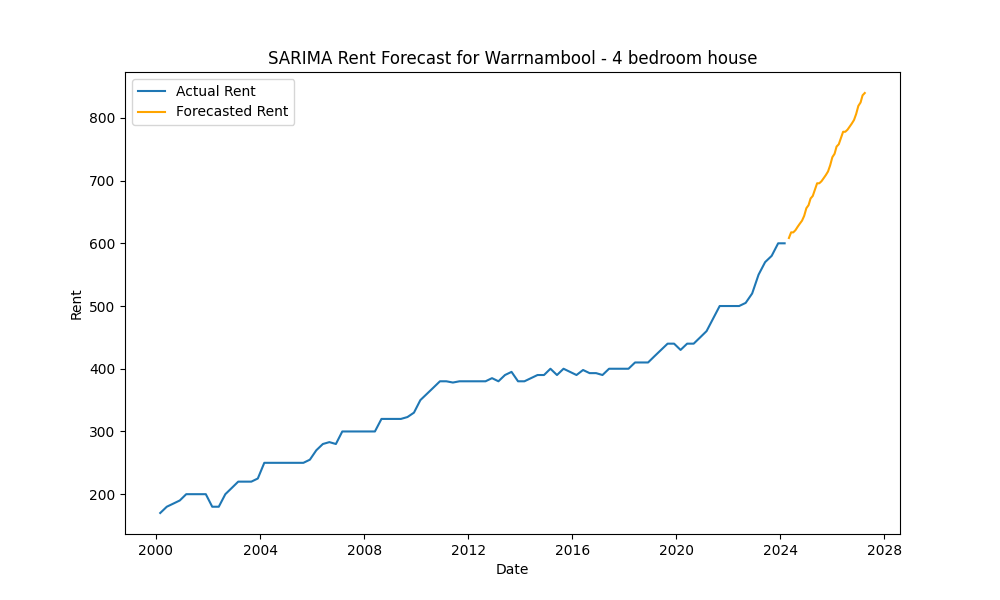 SARIMA Rent Forecast for Warrnambool - 4 bedroom house
Actual Rent
Forecasted Rent
800
700
600
500
400
300
200
Rent
2000 2004 2008 2012 2016 2020 2024 2028
Date